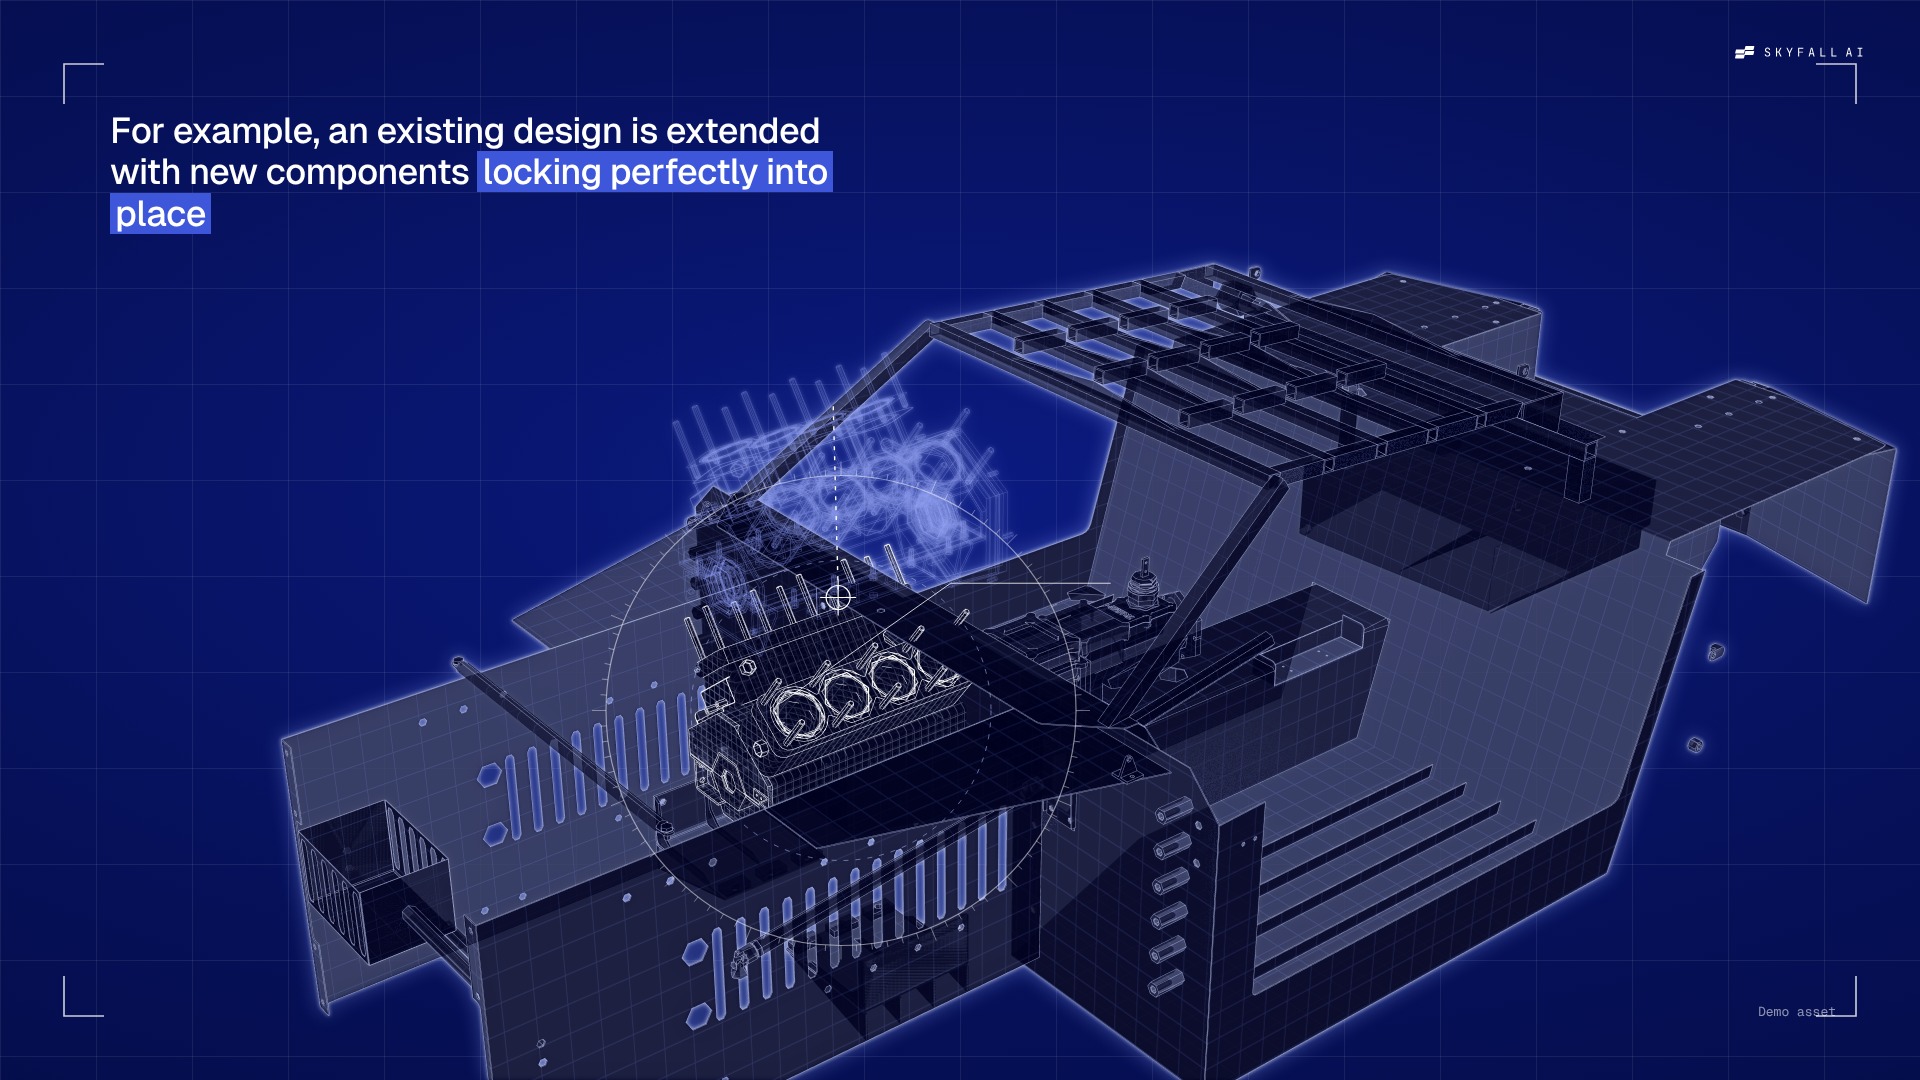 SKYFALL AI
For example, an existing design is extended
with new components locking perfectly into
place
Demo asset